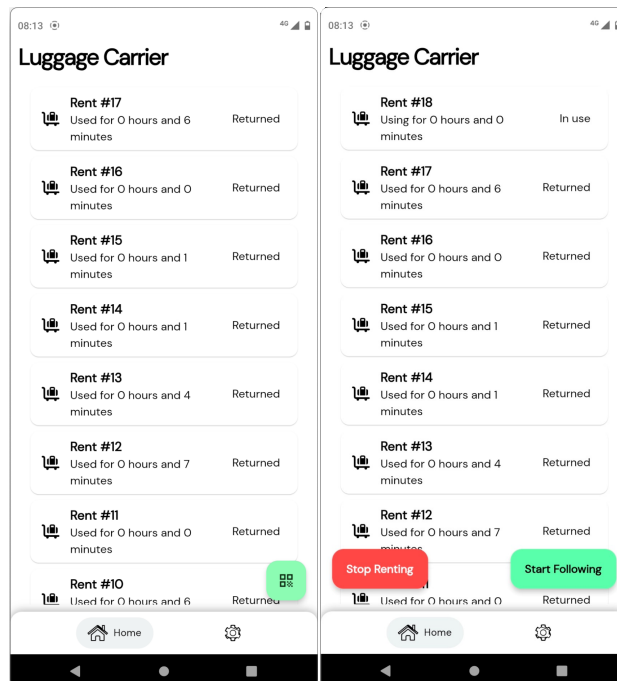 08:13
4G
Luggage Carrier
Rent #17
Used for 0 hours and 6
minutes
Returned
Rent #16
Used for 0 hours and 0
minutes
Returned
Rent #15
Used for 0 hours and 1
minutes
Returned
Rent #14
Used for 0 hours and 1
minutes
Returned
Rent #13
Used for 0 hours and 4
minutes
Returned
Rent #12
Used for 0 hours and 7
minutes
Returned
Rent #11
Used for 0 hours and 0
minutes
Returned
Rent #10
Used for 0 hours and 6
Returned
Home
08:13
4G
Luggage Carrier
Rent #18
Using for 0 hours and 0
minutes
In use
Rent #17
Used for 0 hours and 6
minutes
Returned
Rent #16
Used for 0 hours and 0
minutes
Returned
Rent #15
Used for 0 hours and 1
minutes
Returned
Rent #14
Used for 0 hours and 1
minutes
Returned
Rent #13
Used for 0 hours and 4
minutes
Returned
Rent #12
Used for 0 hours and 7
minutes
Returned
Stop Renting
Start Following
Used for 0 hours and 0
Returned
Home